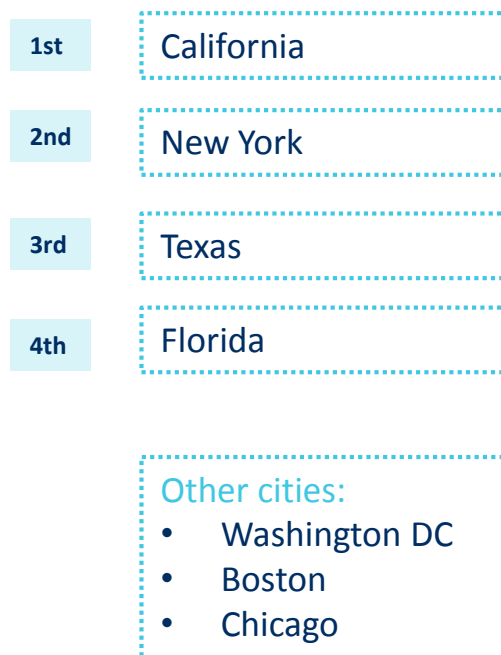 1st
California
2nd
New York
3rd
Texas
4th
Florida
Other cities:
• Washington DC
• Boston
• Chicago